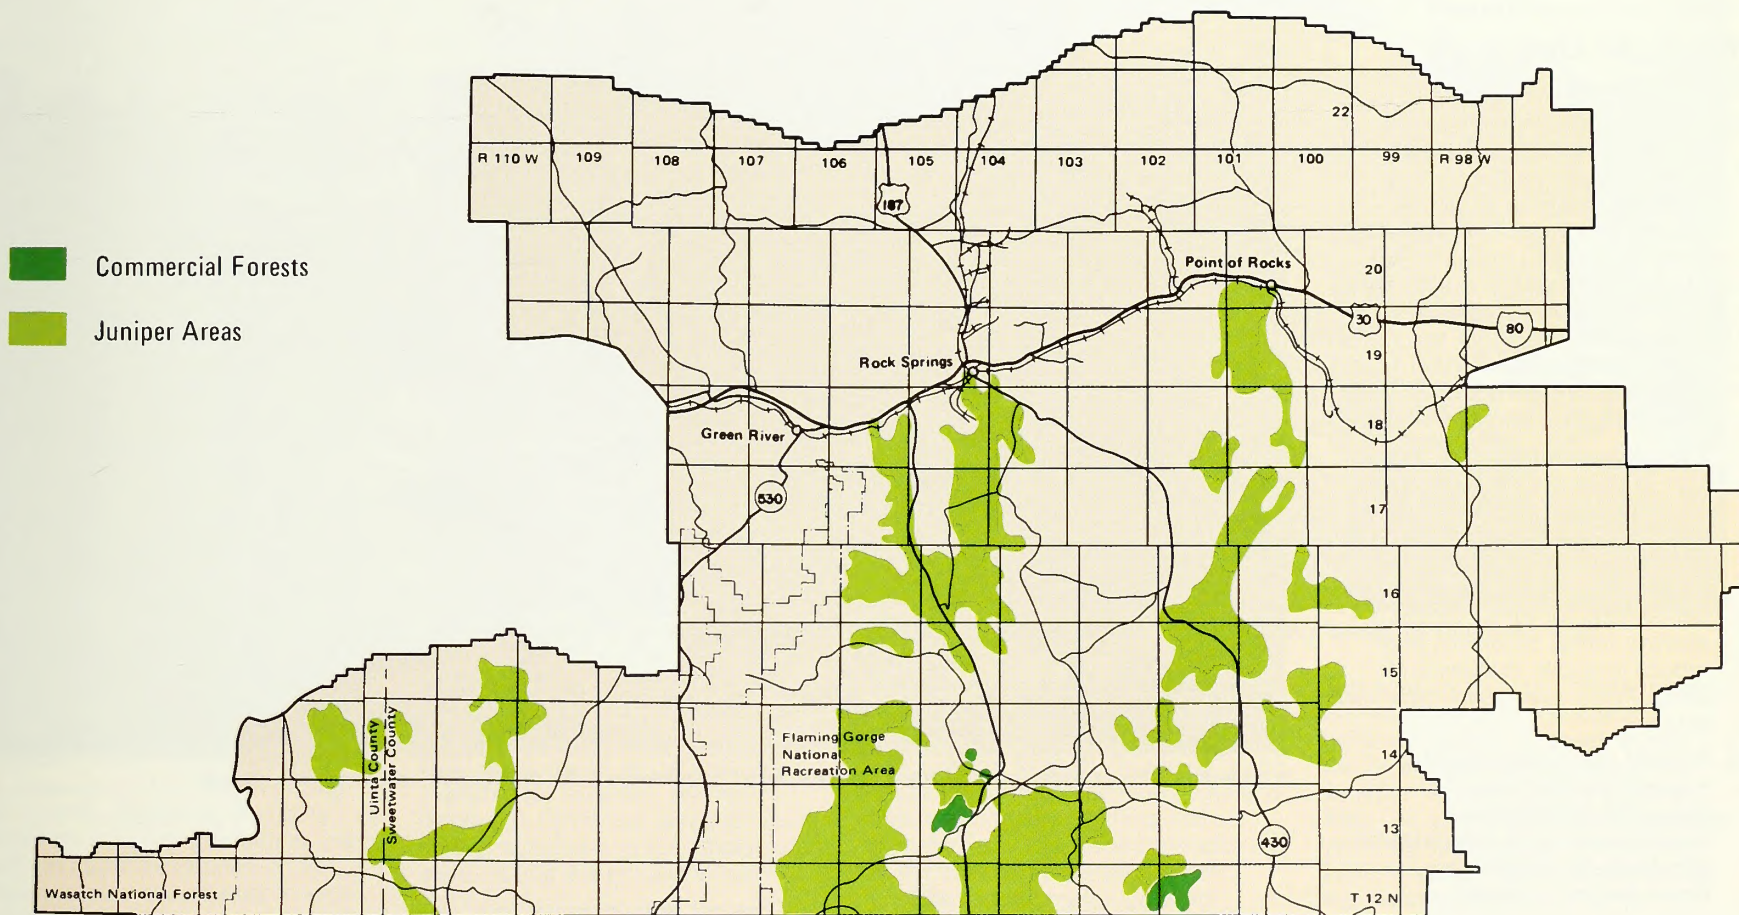 22
R 110 W 109 108 107 106 105 104 103 102 101 100 99 R 98 W
187
Commercial Forests
Juniper Areas
Point of Rocks
20
30
80
19
Rock Springs
18
Green River
530
17
16
15
Uinta County
Sweetwater County
Flaming Gorge
National
Racreation Area
14
13
430
Wasatch National Forest
T 12 N